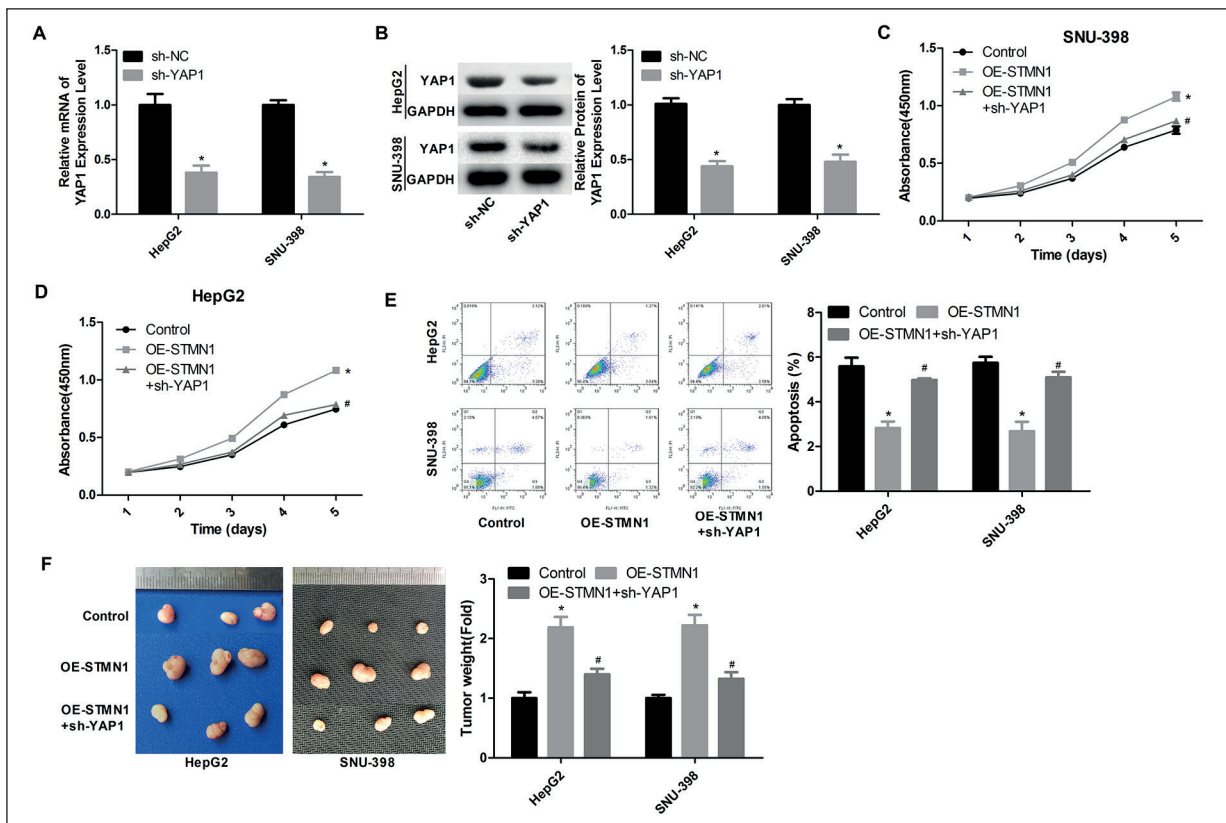 A
Relative mRNA of
YAP1 Expression Level
1.5
1.0
0.5
0.0
sh-NC
sh-YAP1
*
*
HepG2
SNU-398
B
HepG2
YAP1
GAPDH
SNU-398
YAP1
GAPDH
sh-NC
sh-YAP1
Relative Protein of
YAP1 Expression Level
1.5
1.0
0.5
0.0
sh-NC
sh-YAP1
*
*
HepG2
SNU-398
C
SNU-398
Absorbance(450nm)
1.5
1.0
0.5
0.0
Control
OE-STMN1
OE-STMN1
+sh-YAP1
*
#
1 2 3 4 5
Time (days)
D
HepG2
Absorbance(450nm)
1.5
1.0
0.5
0.0
Control
OE-STMN1
OE-STMN1
+sh-YAP1
*
#
1 2 3 4 5
Time (days)
E
HepG2
SNU-398
Control
OE-STMN1
OE-STMN1
+sh-YAP1
Apoptosis (%)
8
6
4
2
0
Control
OE-STMN1
OE-STMN1+sh-YAP1
*
#
*
#
HepG2
SNU-398
F
Control
OE-STMN1
OE-STMN1
+sh-YAP1
HepG2
SNU-398
Tumor weight(Fold)
3
2
1
0
Control
OE-STMN1
OE-STMN1+sh-YAP1
*
#
*
#
HepG2
SNU-398